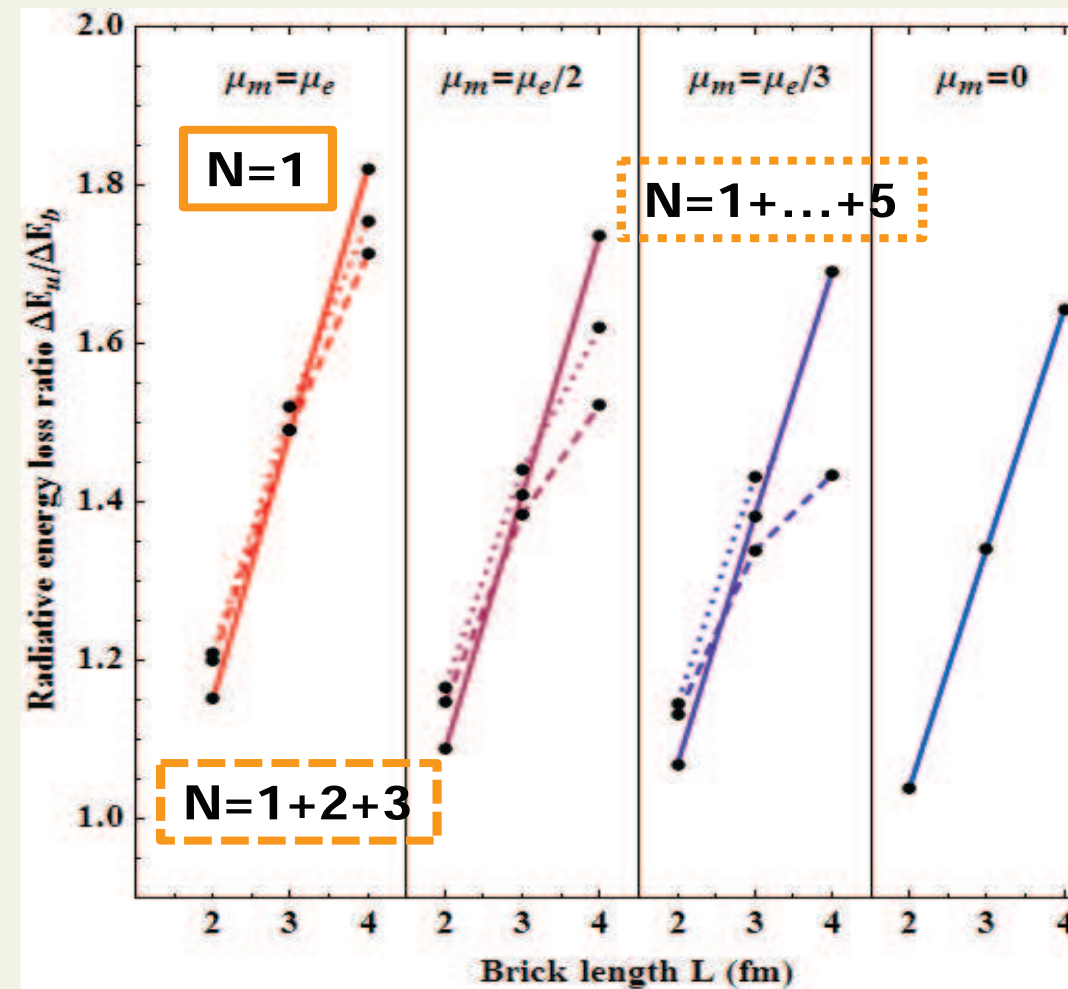 2.0
μm=μe
μm=μe/2
μm=μe/3
μm=0
N=1
1.8
N=1+...+5
1.6
1.4
1.2
1.0
N=1+2+3
Radiative energy loss ratio ΔEu/ΔEb
2 3 4 2 3 4 2 3 4 2 3 4
Brick length L (fm)